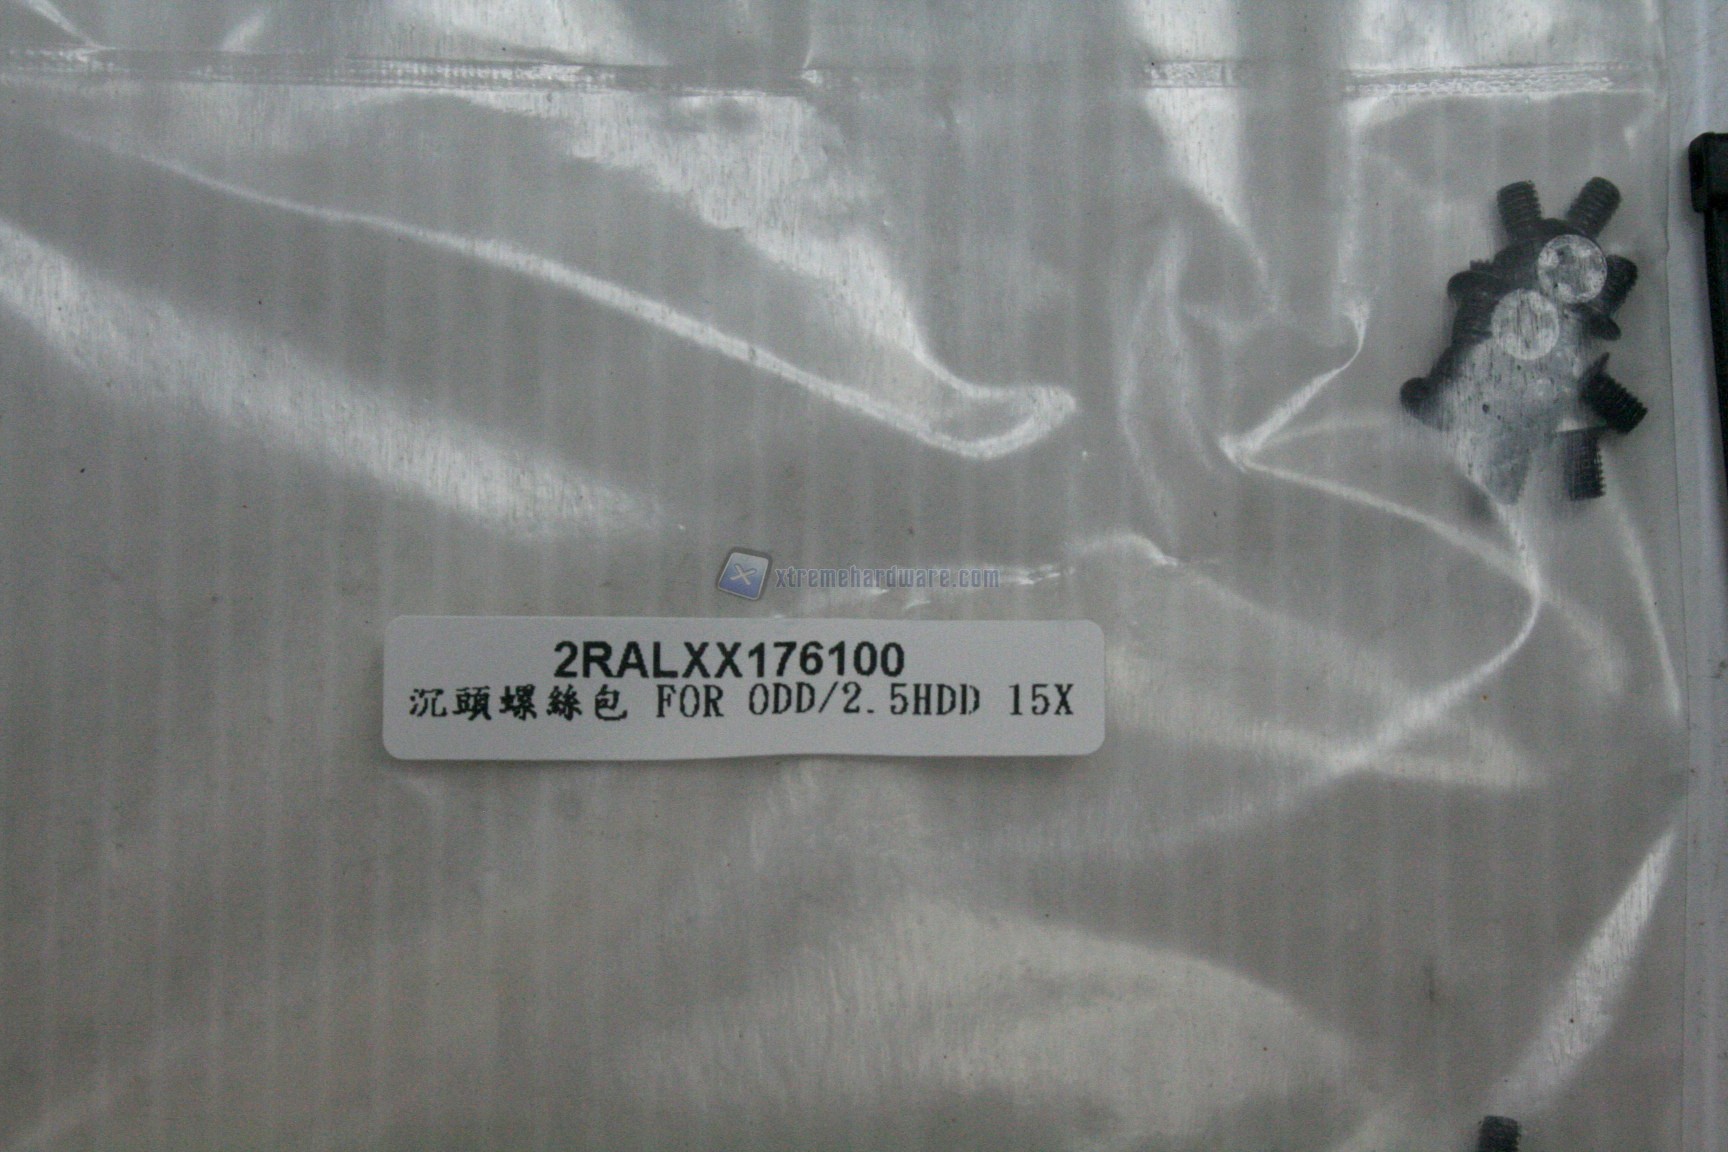 xtremehardware.com
2RALXX176100
沉頭螺絲包 FOR ODD/2.5HDD 15X